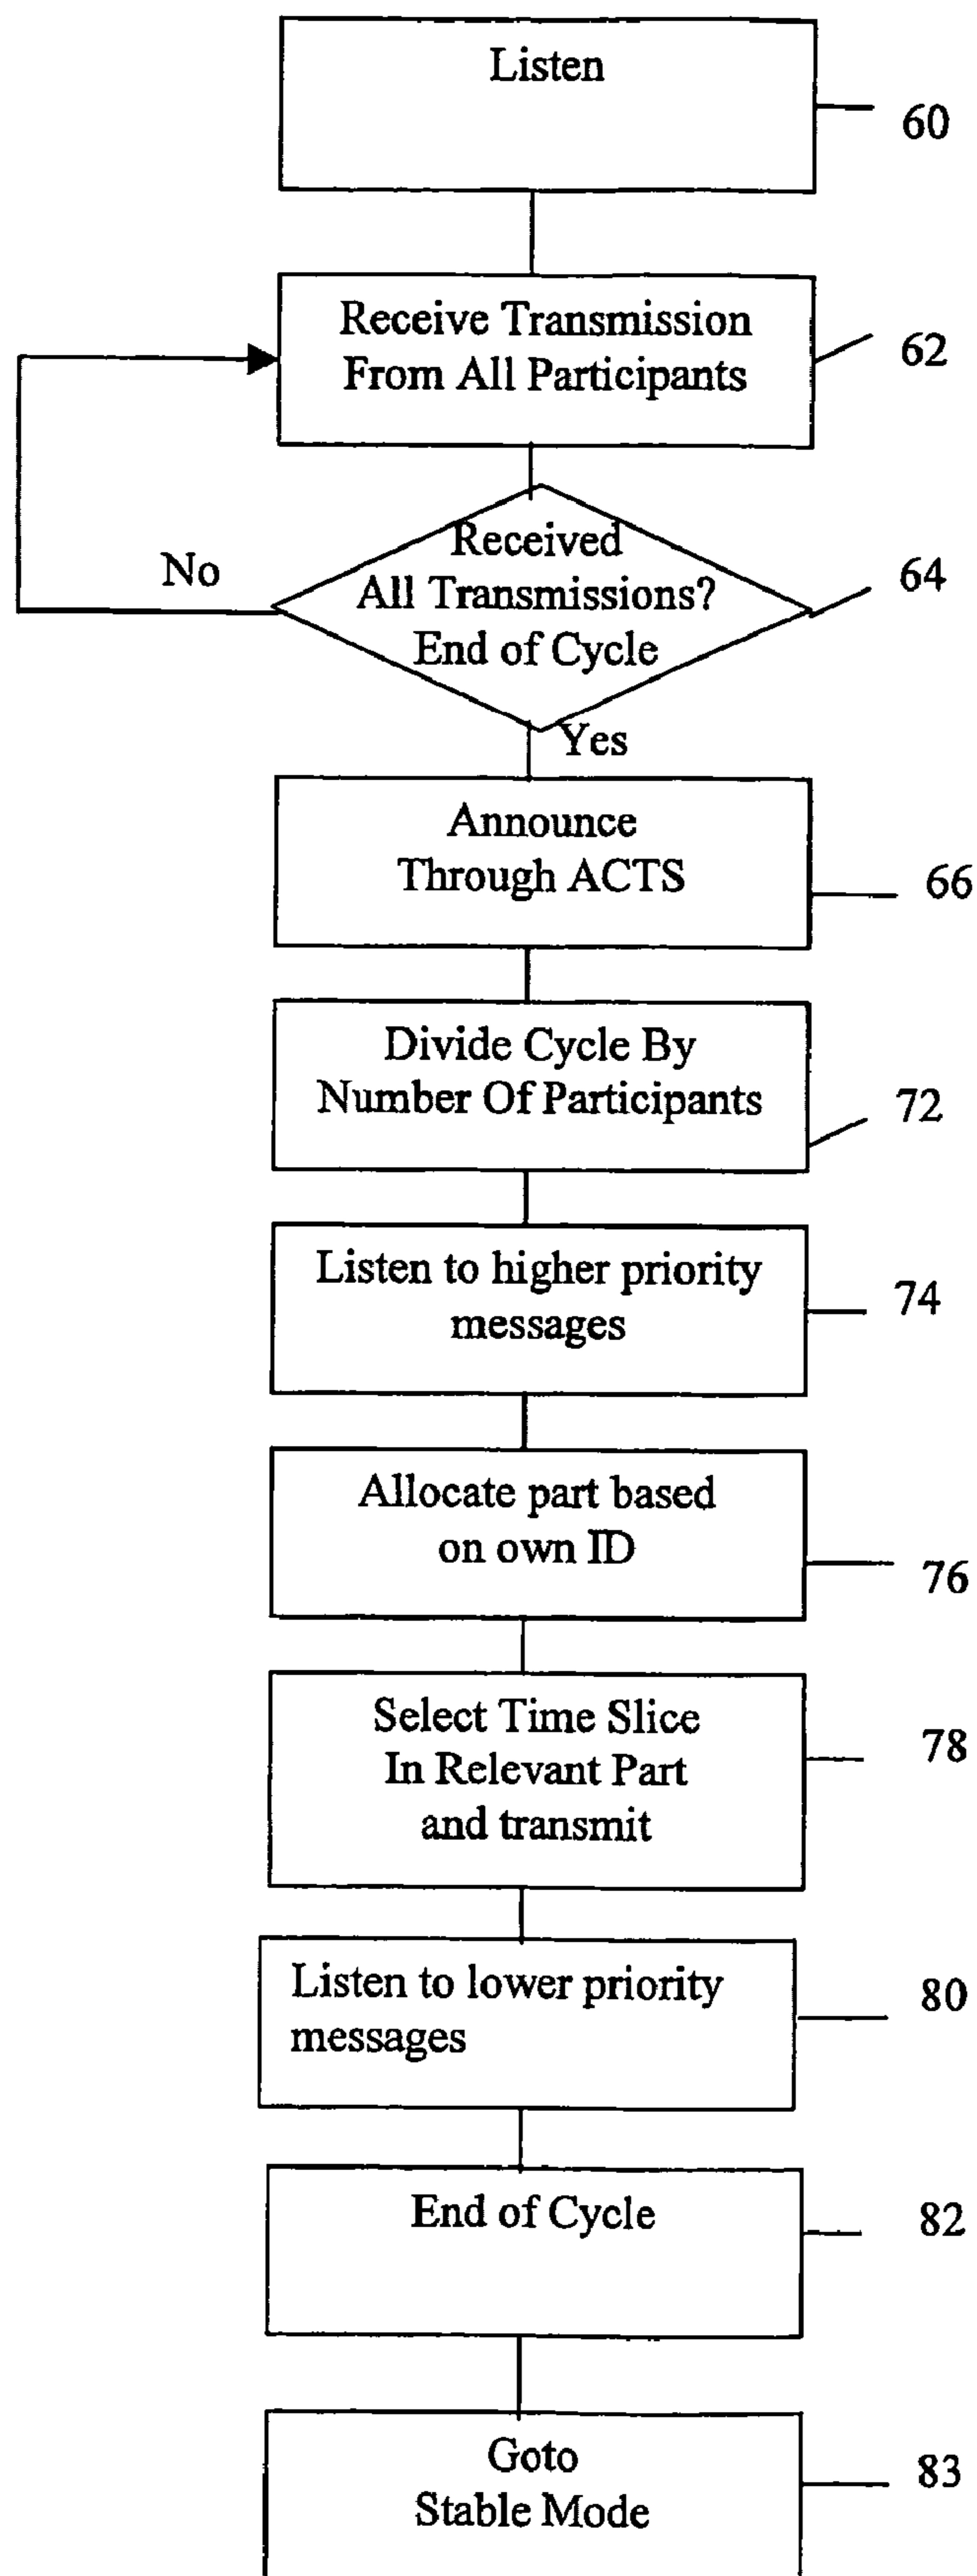 Listen
60
Receive Transmission
From All Participants
62
No
Received
All Transmissions?
End of Cycle
64
Yes
Announce
Through ACTS
66
Divide Cycle By
Number Of Participants
72
Listen to higher priority
messages
74
Allocate part based
on own ID
76
Select Time Slice
In Relevant Part
and transmit
78
Listen to lower priority
messages
80
End of Cycle
82
Goto
Stable Mode
83